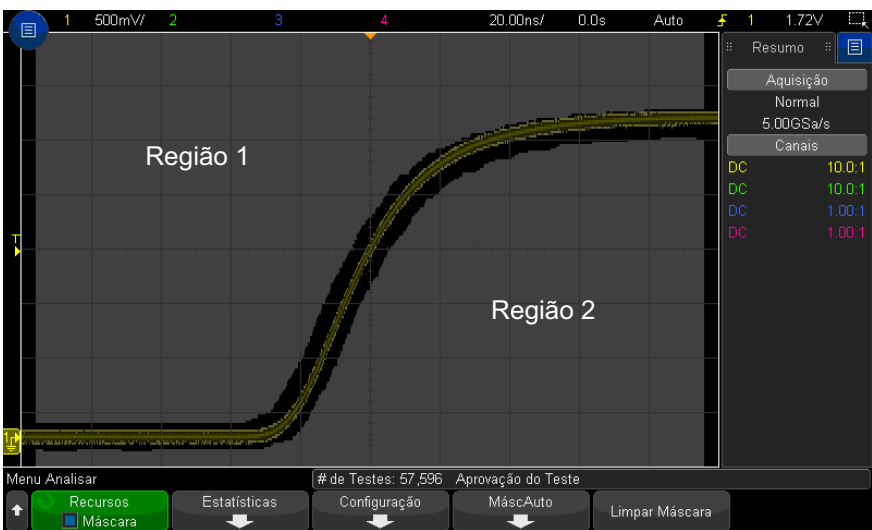 1 500mV/ 2 3 4 20.00ns/ 0.0s Auto 1 1.72V
Resumo
Aquisição
Normal
5.00GSa/s
Canais
DC 10.0:1
DC 10.0:1
DC 1.00:1
DC 1.00:1
Região 1
T
Região 2
1
Menu Analisar
# de Testes: 57,596 Aprovação do Teste
Recursos
Máscara
Estatísticas
Configuração
MáscAuto
Limpar Máscara